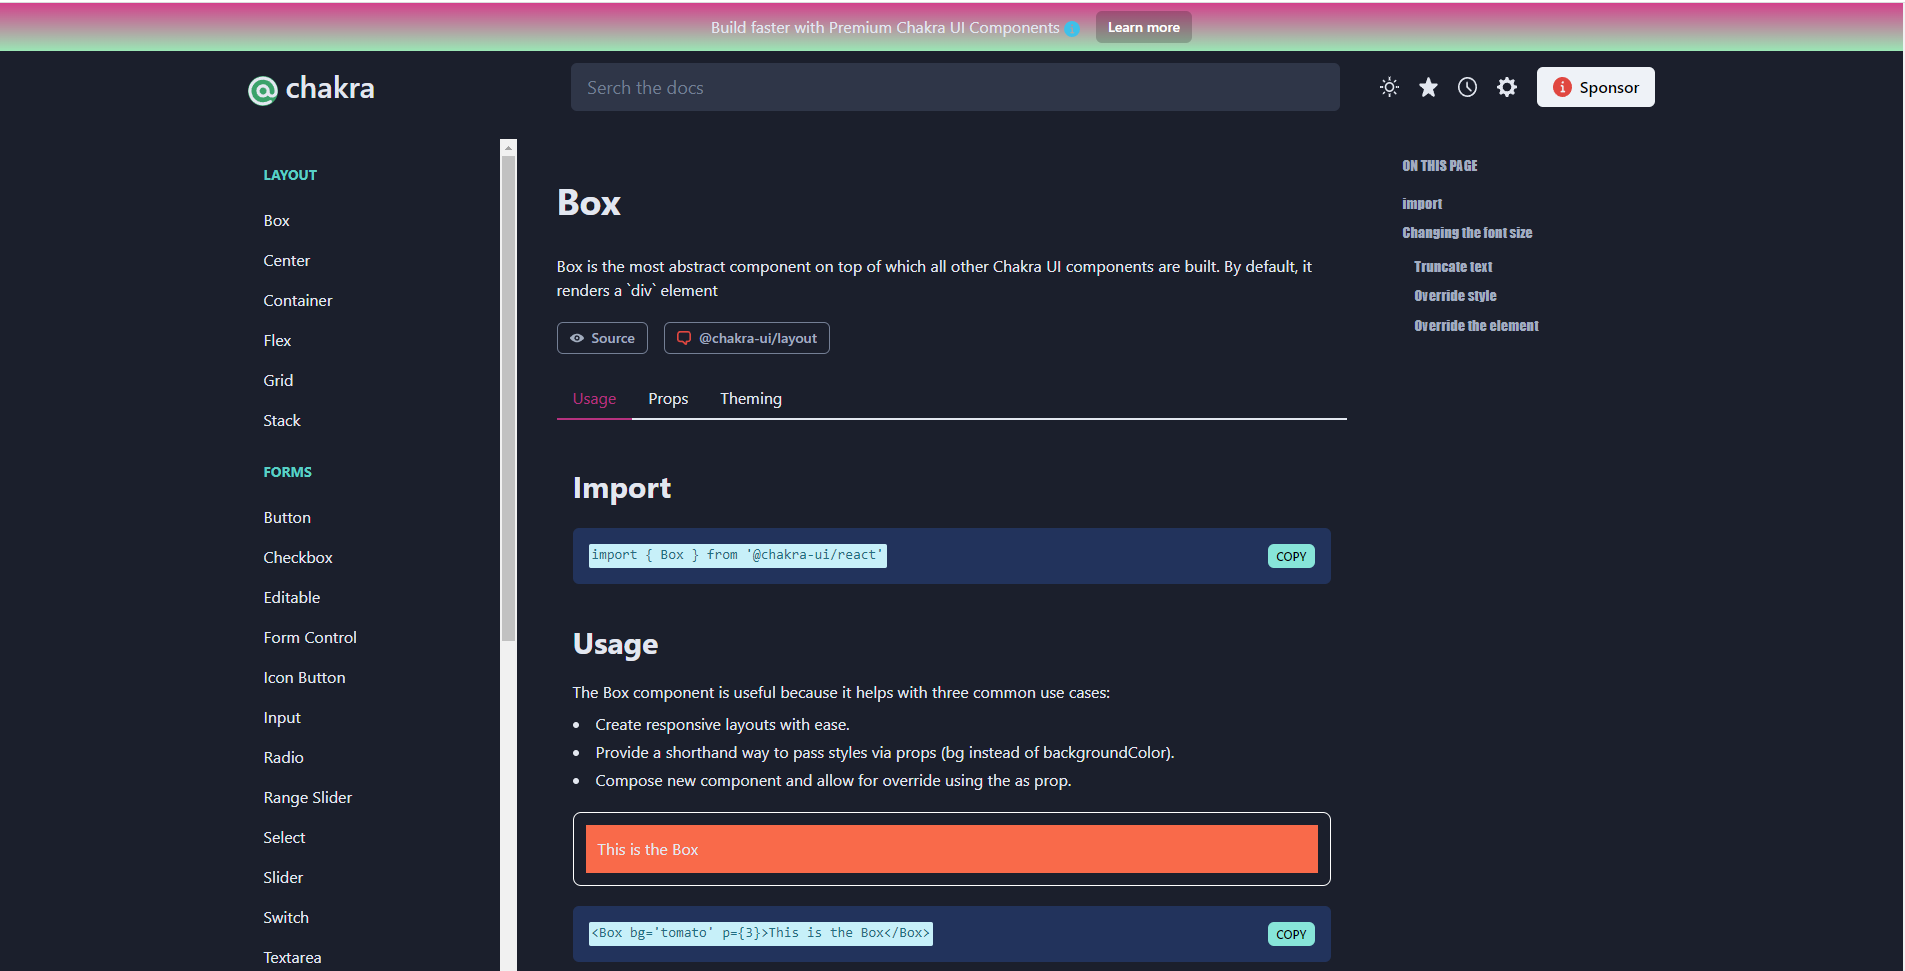 Build faster with Premium Chakra UI Components
Learn more
chakra
Serch the docs
Sponsor
LAYOUT
Box
Center
Container
Flex
Grid
Stack
FORMS
Button
Checkbox
Editable
Form Control
Icon Button
Input
Radio
Range Slider
Select
Slider
Switch
Textarea
Box
Box is the most abstract component on top of which all other Chakra UI components are built. By default, it
renders a `div` element
Source
@chakra-ui/layout
Usage Props Theming
Import
import { Box } from '@chakra-ui/react'
COPY
Usage
The Box component is useful because it helps with three common use cases:
• Create responsive layouts with ease.
• Provide a shorthand way to pass styles via props (bg instead of backgroundColor).
• Compose new component and allow for override using the as prop.
This is the Box
<Box bg='tomato' p={3}>This is the Box</Box>
COPY
ON THIS PAGE
import
Changing the font size
Truncate text
Override style
Override the element